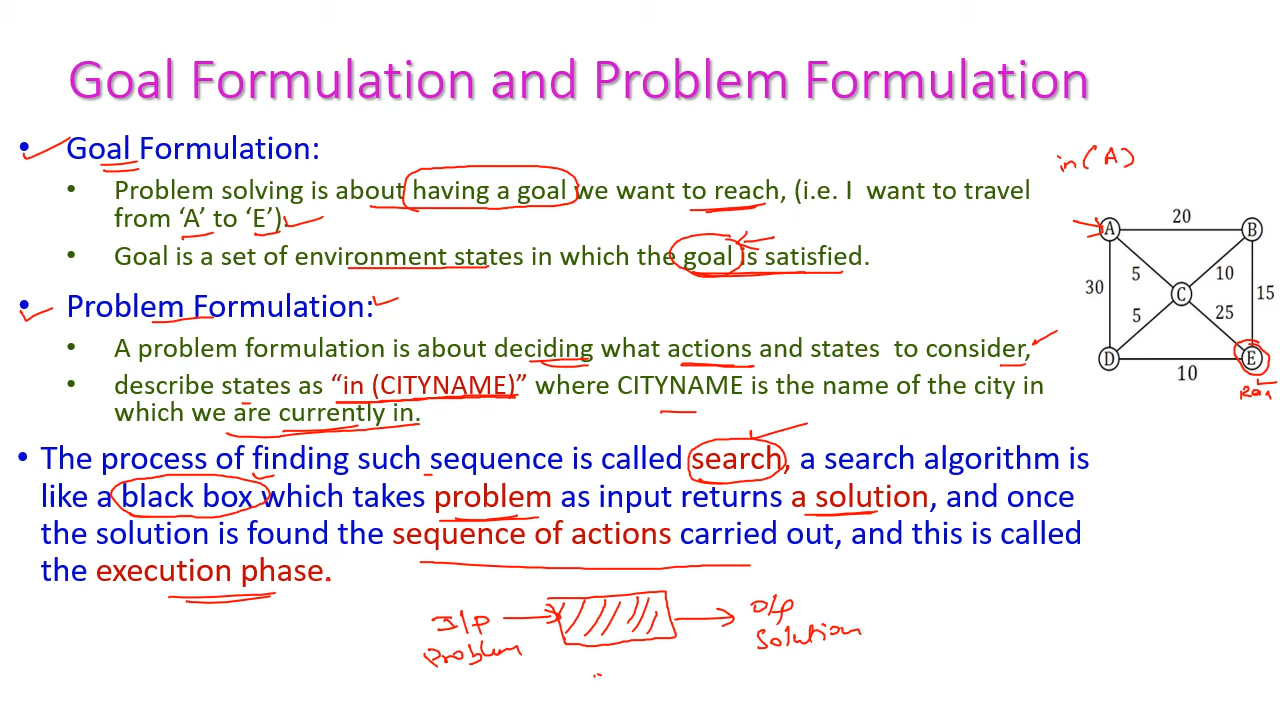 Goal Formulation and Problem Formulation
• Goal Formulation:
• Problem solving is about having a goal we want to reach, (i.e. I want to travel
from ‘A’ to ‘E’)
• Goal is a set of environment states in which the goal is satisfied.
• Problem Formulation:
• A problem formulation is about deciding what actions and states to consider,
• describe states as “in (CITYNAME)” where CITYNAME is the name of the city in
which we are currently in.
• The process of finding such sequence is called search, a search algorithm is
like a black box which takes problem as input returns a solution, and once
the solution is found the sequence of actions carried out, and this is called
the execution phase.
in(A)
20
A
B
5
10
30
C
15
5
25
D
E
10
I/P
Problem
O/P
Solution